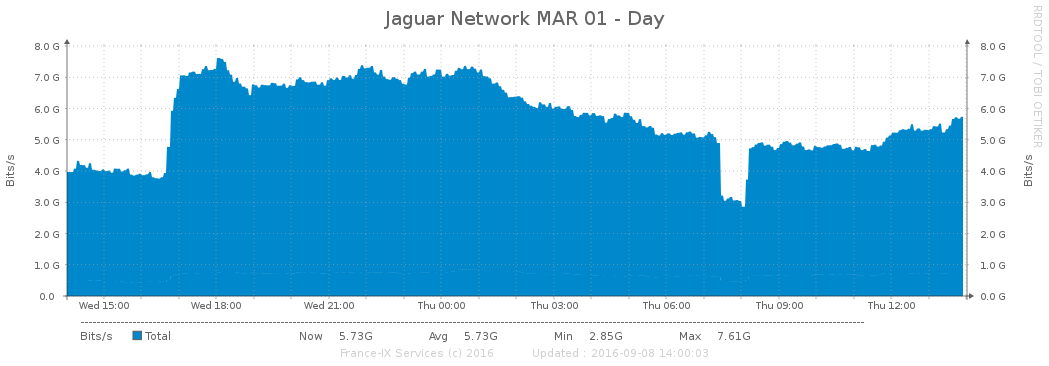 Jaguar Network MAR 01 - Day
RRDTOOL / TOBI OETIKER
8.0 G 8.0 G
7.0 G 7.0 G
6.0 G 6.0 G
5.0 G 5.0 G
4.0 G 4.0 G
3.0 G 3.0 G
2.0 G 2.0 G
1.0 G 1.0 G
0.0 0.0 G
Bits/s
Bits/s
Wed 15:00 Wed 18:00 Wed 21:00 Thu 00:00 Thu 03:00 Thu 06:00 Thu 09:00 Thu 12:00
Bits/s Total Now 5.73G Avg 5.73G Min 2.85G Max 7.61G
France-IX Services (c) 2016 Updated : 2016-09-08 14:00:03